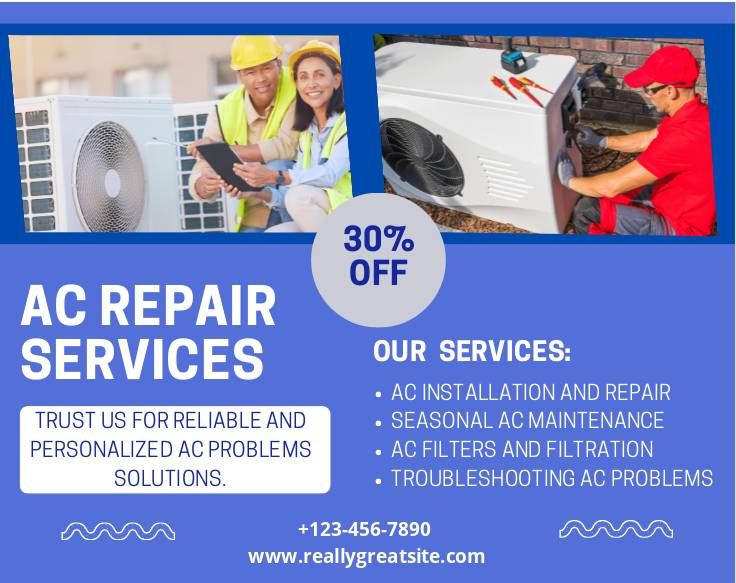 30%
OFF
AC REPAIR
SERVICES
TRUST US FOR RELIABLE AND
PERSONALIZED AC PROBLEMS
SOLUTIONS.
OUR SERVICES:
• AC INSTALLATION AND REPAIR
• SEASONAL AC MAINTENANCE
• AC FILTERS AND FILTRATION
• TROUBLESHOOTING AC PROBLEMS
+123-456-7890
www.reallygreatsite.com